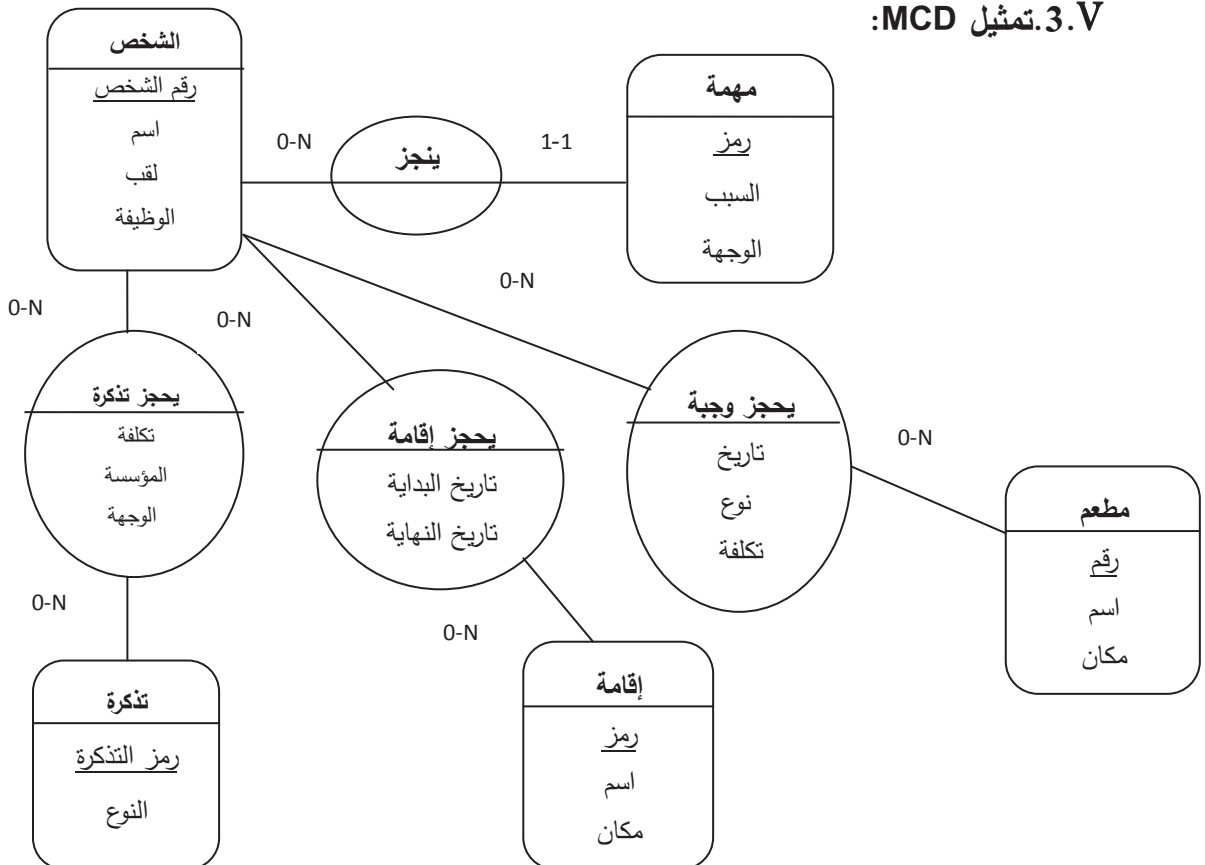 3.V.تمثيل MCD:
الشخص
رقم الشخص
اسم
لقب
الوظيفة
0-N
ينجز
1-1
مهمة
رمز
السبب
الوجهة
0-N
0-N
0-N
يحجز تذكرة
تكلفة
المؤسسة
الوجهة
يحجز إقامة
تاريخ البداية
تاريخ النهاية
يحجز وجبة
تاريخ
نوع
تكلفة
0-N
مطعم
رقم
اسم
مكان
0-N
0-N
تذكرة
رمز التذكرة
النوع
إقامة
رمز
اسم
مكان